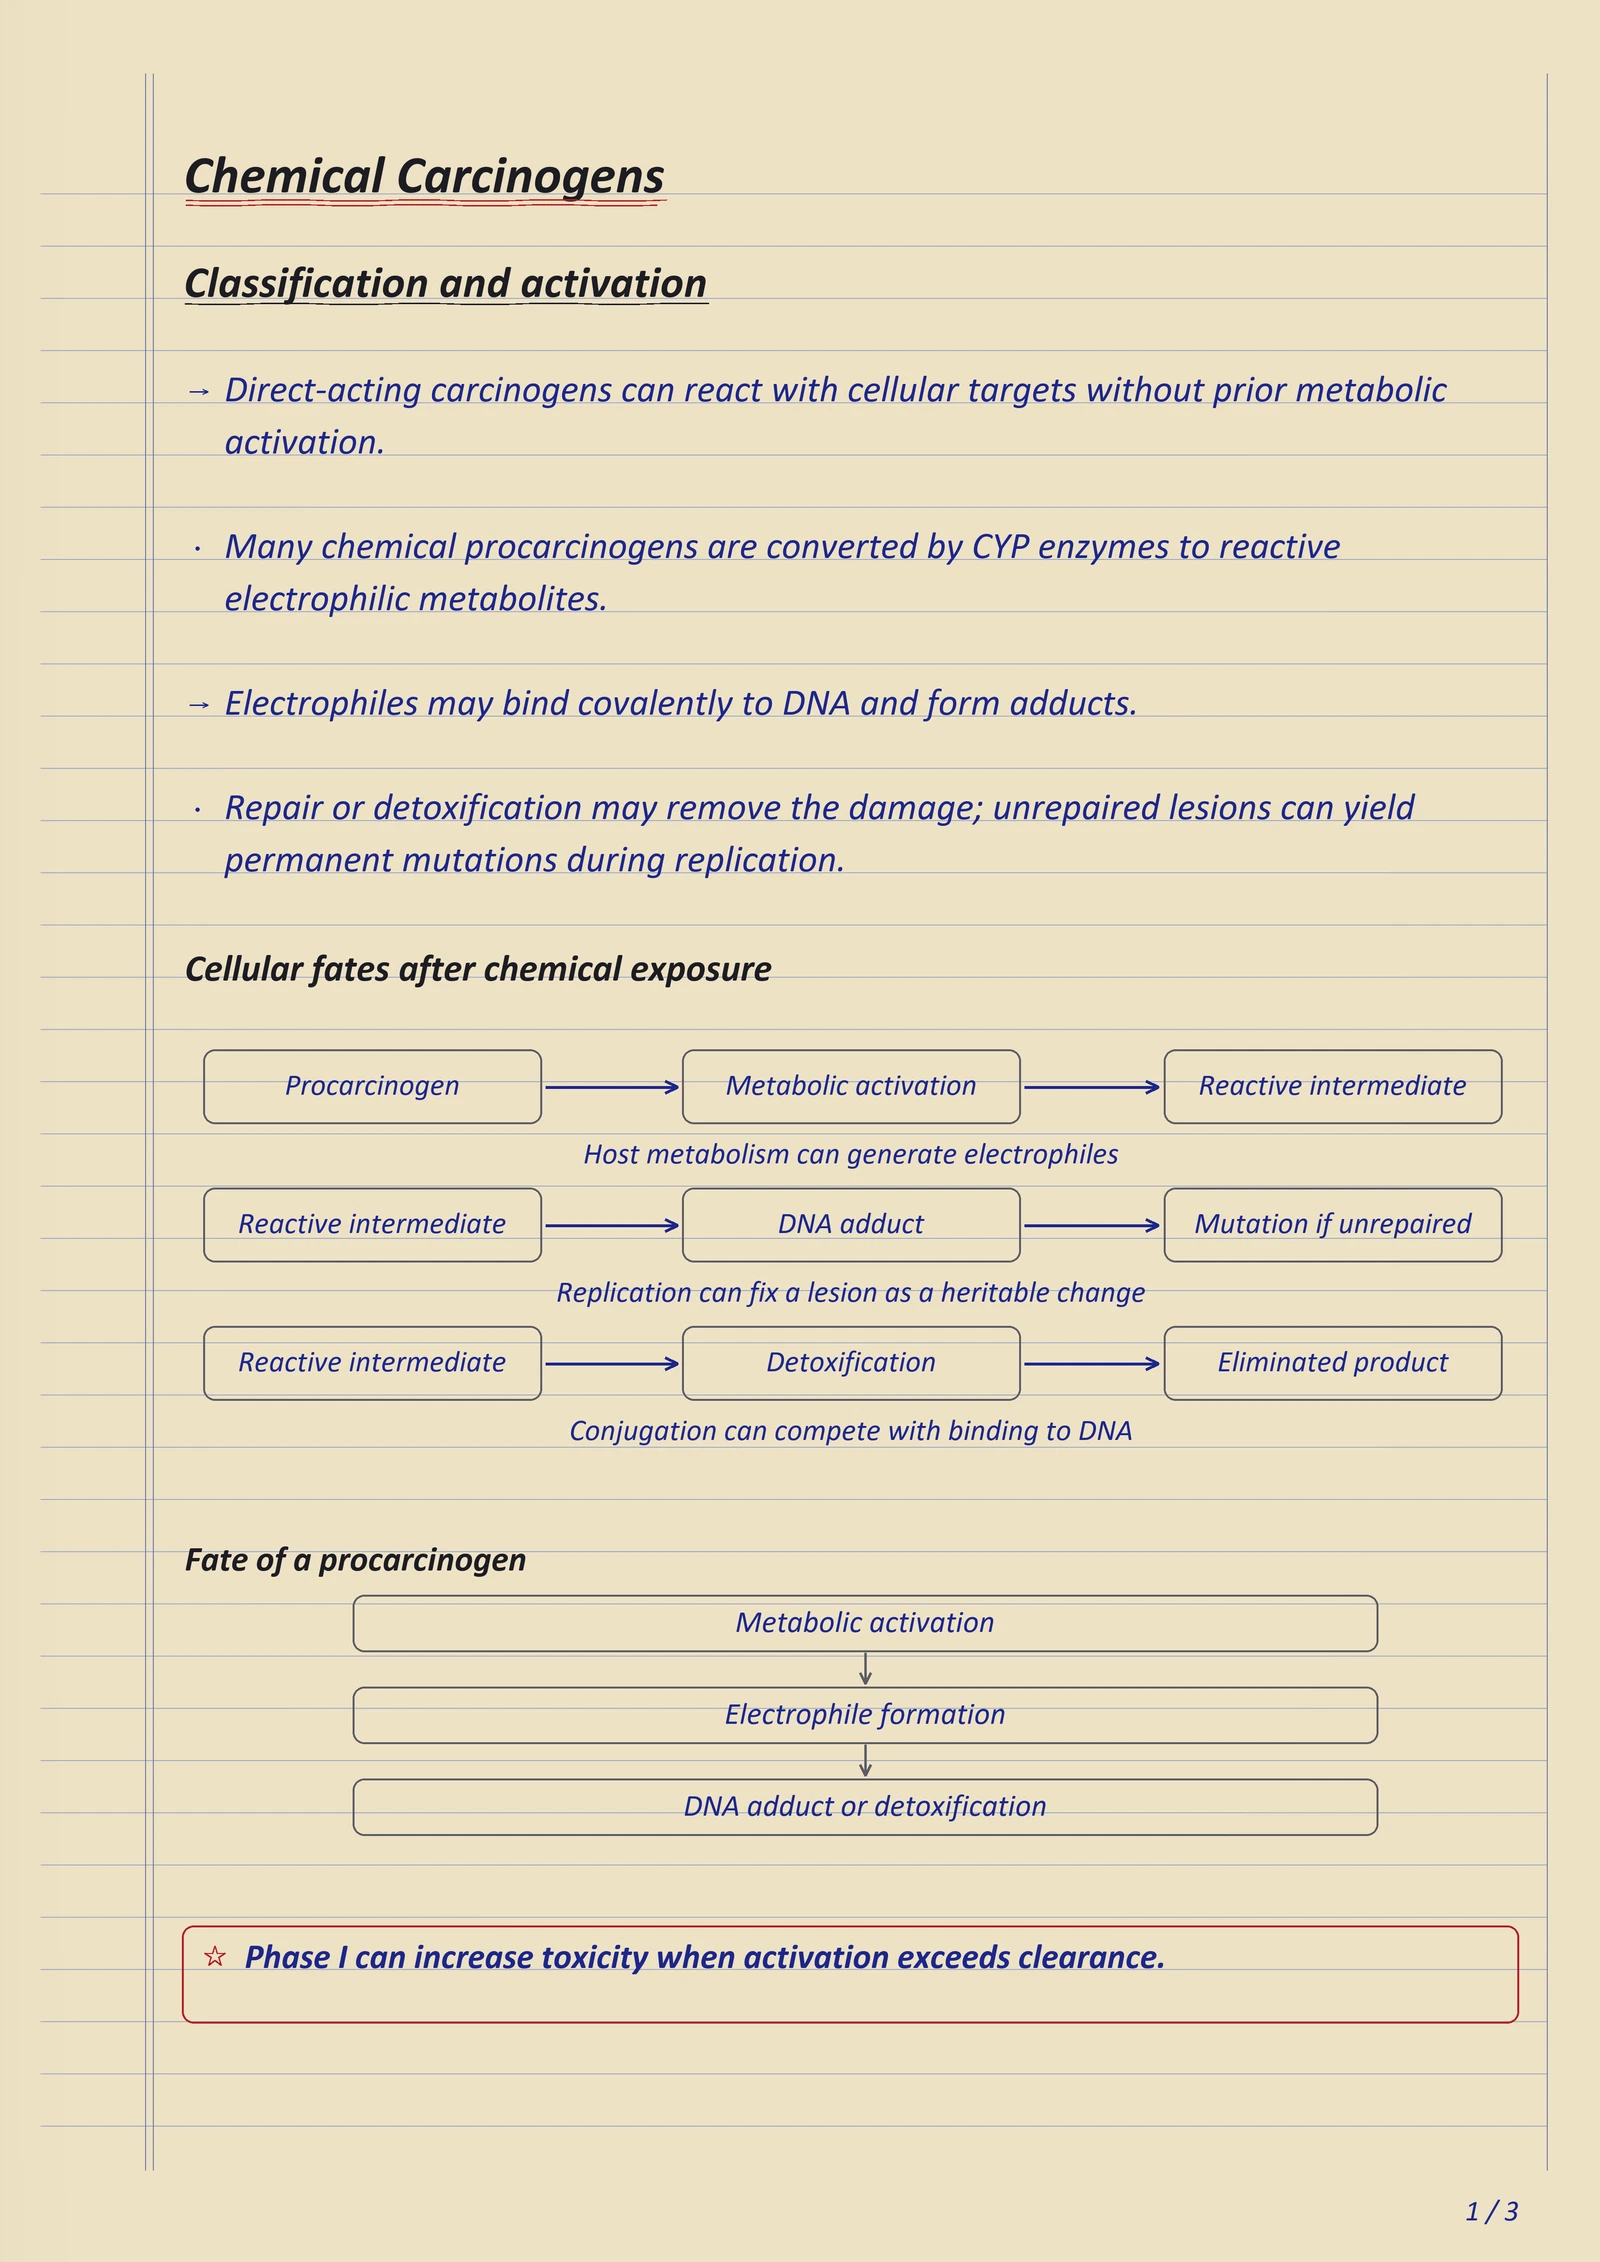 Chemical Carcinogens
Classification and activation
→ Direct-acting carcinogens can react with cellular targets without prior metabolic
activation.
· Many chemical procarcinogens are converted by CYP enzymes to reactive
electrophilic metabolites.
→ Electrophiles may bind covalently to DNA and form adducts.
· Repair or detoxification may remove the damage; unrepaired lesions can yield
permanent mutations during replication.
Cellular fates after chemical exposure
Procarcinogen → Metabolic activation → Reactive intermediate
Host metabolism can generate electrophiles
Reactive intermediate → DNA adduct → Mutation if unrepaired
Replication can fix a lesion as a heritable change
Reactive intermediate → Detoxification → Eliminated product
Conjugation can compete with binding to DNA
Fate of a procarcinogen
Metabolic activation
↓
Electrophile formation
↓
DNA adduct or detoxification
☆ Phase I can increase toxicity when activation exceeds clearance.
1 / 3